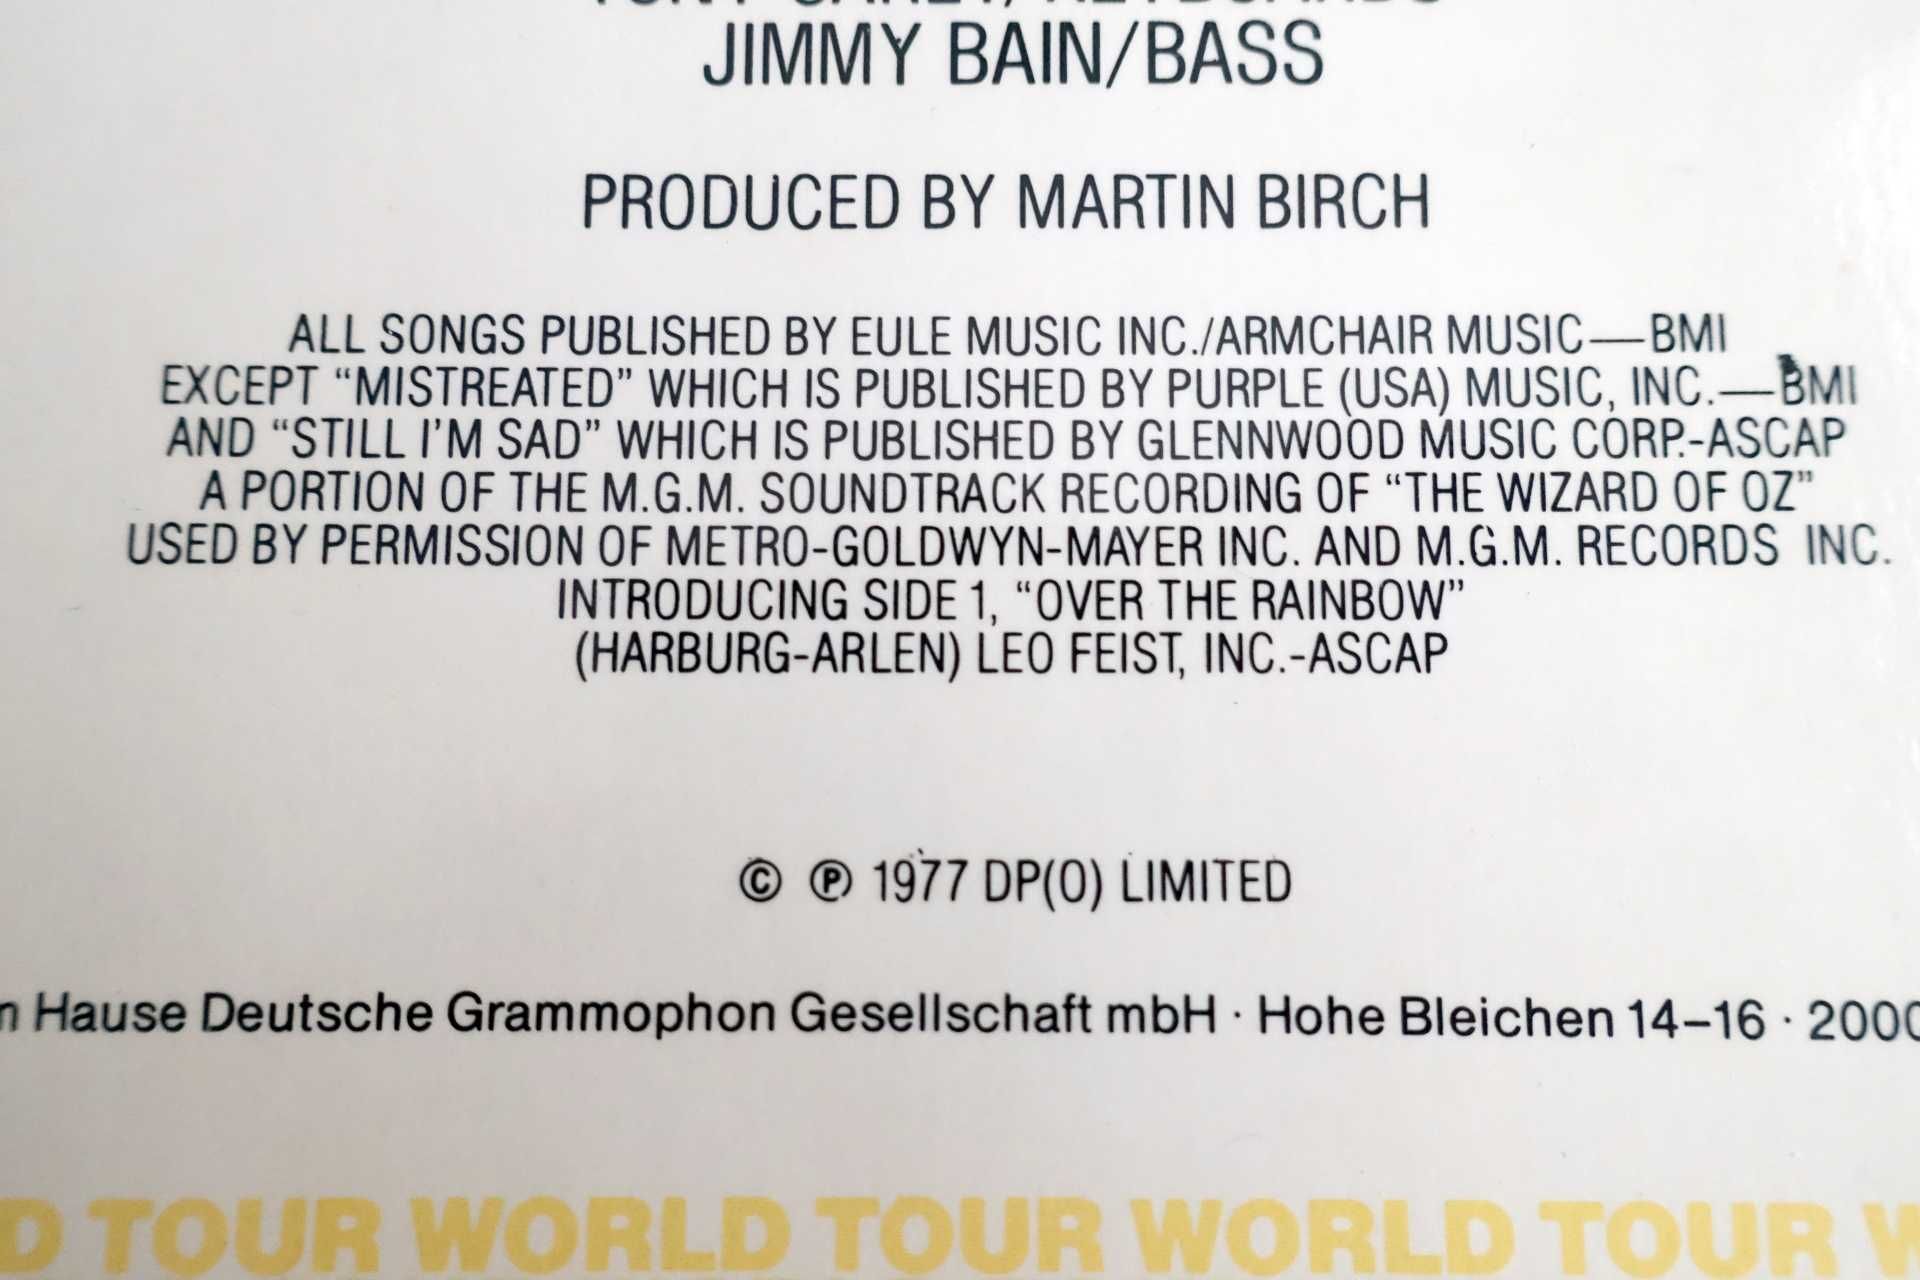 TONY CAREY/KEYBOARDS
JIMMY BAIN/BASS
PRODUCED BY MARTIN BIRCH
ALL SONGS PUBLISHED BY EULE MUSIC INC./ARMCHAIR MUSIC—BMI
EXCEPT “MISTREATED” WHICH IS PUBLISHED BY PURPLE (USA) MUSIC, INC.—BMI
AND “STILL I’M SAD” WHICH IS PUBLISHED BY GLENNWOOD MUSIC CORP.-ASCAP
A PORTION OF THE M.G.M. SOUNDTRACK RECORDING OF “THE WIZARD OF OZ”
USED BY PERMISSION OF METRO-GOLDWYN-MAYER INC. AND M.G.M. RECORDS INC.
INTRODUCING SIDE 1, “OVER THE RAINBOW”
(HARBURG-ARLEN) LEO FEIST, INC.-ASCAP
© ℗ 1977 DP(O) LIMITED
Hause Deutsche Grammophon Gesellschaft mbH · Hohe Bleichen 14–16 · 2000
D TOUR WORLD TOUR WORLD TOUR W